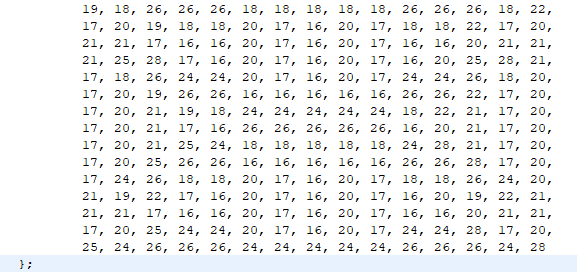 19, 18, 26, 26, 26, 18, 18, 18, 18, 18, 26, 26, 26, 18, 22,
17, 20, 19, 18, 18, 20, 17, 16, 20, 17, 18, 18, 22, 17, 20,
21, 21, 17, 16, 16, 20, 17, 16, 20, 17, 16, 16, 20, 21, 21,
21, 25, 28, 17, 16, 20, 17, 16, 20, 17, 16, 20, 25, 28, 21,
17, 18, 26, 24, 24, 20, 17, 16, 20, 17, 24, 24, 26, 18, 20,
17, 20, 19, 26, 26, 16, 16, 16, 16, 16, 26, 26, 22, 17, 20,
17, 20, 21, 19, 18, 24, 24, 24, 24, 24, 18, 22, 21, 17, 20,
17, 20, 21, 17, 16, 26, 26, 26, 26, 26, 16, 20, 21, 17, 20,
17, 20, 21, 25, 24, 18, 18, 18, 18, 18, 24, 28, 21, 17, 20,
17, 20, 25, 26, 26, 16, 16, 16, 16, 16, 26, 26, 28, 17, 20,
17, 24, 26, 18, 18, 20, 17, 16, 20, 17, 18, 18, 26, 24, 20,
21, 19, 22, 17, 16, 20, 17, 16, 20, 17, 16, 20, 19, 22, 21,
21, 21, 17, 16, 16, 20, 17, 16, 20, 17, 16, 16, 20, 21, 21,
17, 20, 25, 24, 24, 20, 17, 16, 20, 17, 24, 24, 28, 17, 20,
25, 24, 26, 26, 26, 24, 24, 24, 24, 24, 26, 26, 26, 24, 28
};